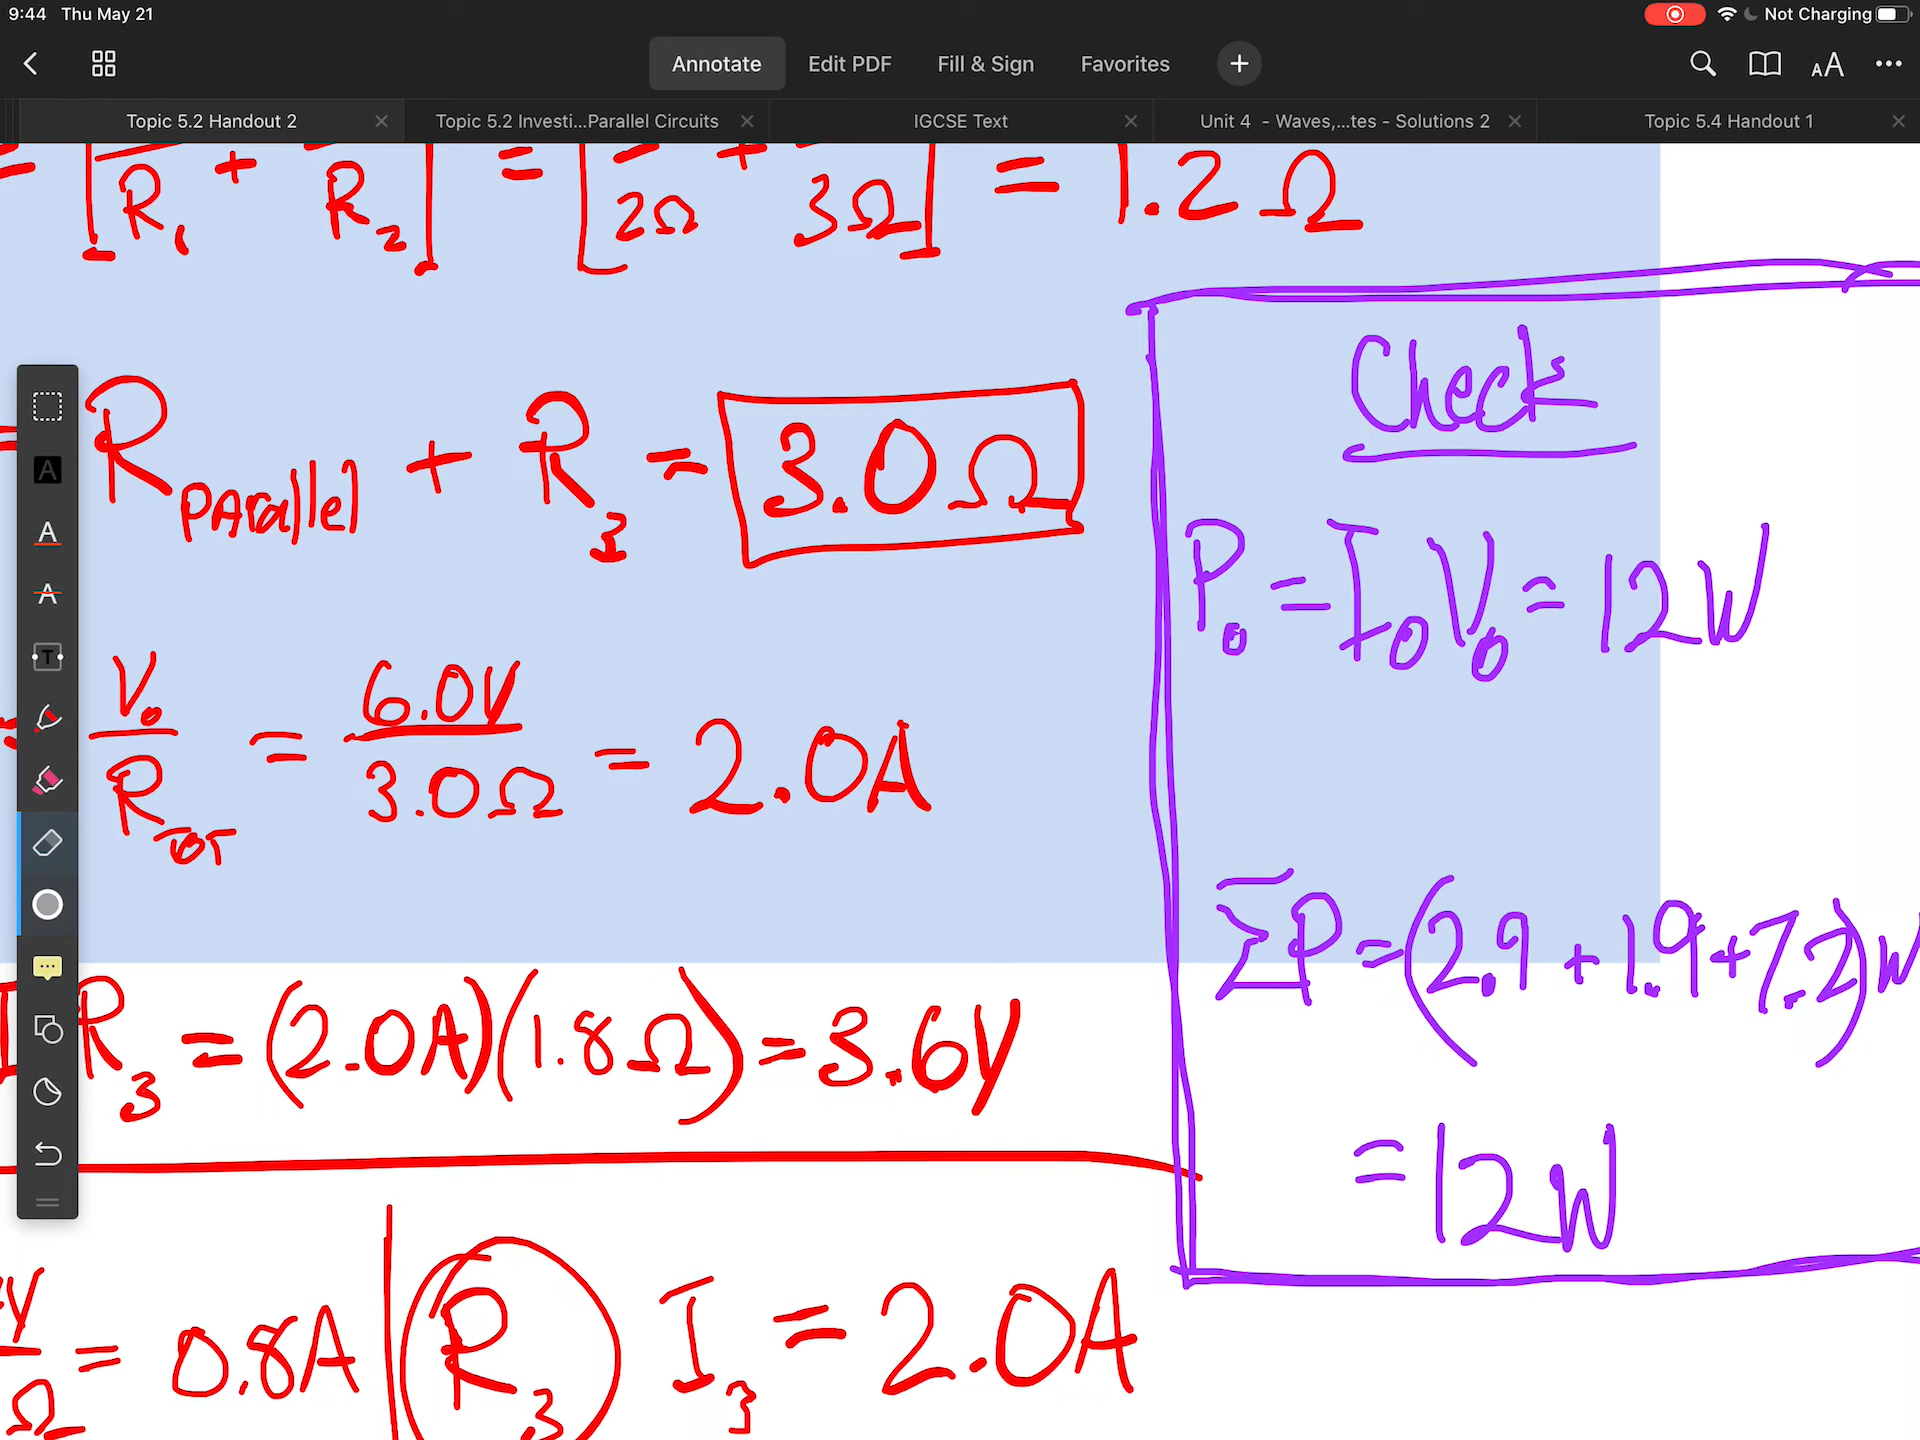 9:44 Thu May 21 Not Charging
Annotate Edit PDF Fill & Sign Favorites
Topic 5.2 Handout 2 Topic 5.2 Investi...Parallel Circuits IGCSE Text Unit 4 - Waves,...tes - Solutions 2 Topic 5.4 Handout 1
= [ R₁ + R₂ ] = [ 2Ω + 3Ω ] = 1.2 Ω
= R PARallel + R₃ = 3.0 Ω
= V₀/R TOT = 6.0V/3.0Ω = 2.0A
I R₃ = (2.0A)(1.8Ω) = 3.6V
V/Ω = 0.8A | R₃ I₃ = 2.0A
Check
P₀ = I₀V₀ = 12W
ΣP = (2.9 + 1.9 + 7.2)W
= 12W